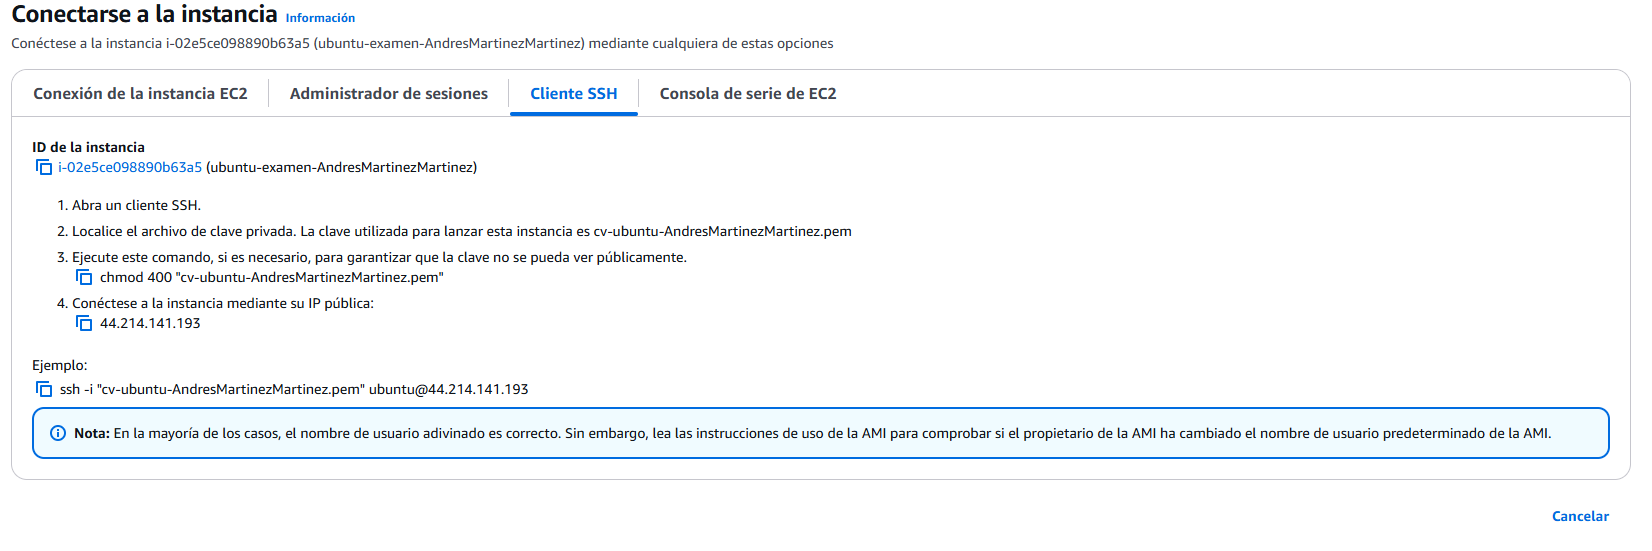 Conectarse a la instancia Información
Conéctese a la instancia i-02e5ce098890b63a5 (ubuntu-examen-AndresMartinezMartinez) mediante cualquiera de estas opciones
Conexión de la instancia EC2 Administrador de sesiones Cliente SSH Consola de serie de EC2
ID de la instancia
i-02e5ce098890b63a5 (ubuntu-examen-AndresMartinezMartinez)
1. Abra un cliente SSH.
2. Localice el archivo de clave privada. La clave utilizada para lanzar esta instancia es cv-ubuntu-AndresMartinezMartinez.pem
3. Ejecute este comando, si es necesario, para garantizar que la clave no se pueda ver públicamente.
chmod 400 "cv-ubuntu-AndresMartinezMartinez.pem"
4. Conéctese a la instancia mediante su IP pública:
44.214.141.193
Ejemplo:
ssh -i "cv-ubuntu-AndresMartinezMartinez.pem" ubuntu@44.214.141.193
Nota: En la mayoría de los casos, el nombre de usuario adivinado es correcto. Sin embargo, lea las instrucciones de uso de la AMI para comprobar si el propietario de la AMI ha cambiado el nombre de usuario predeterminado de la AMI.
Cancelar